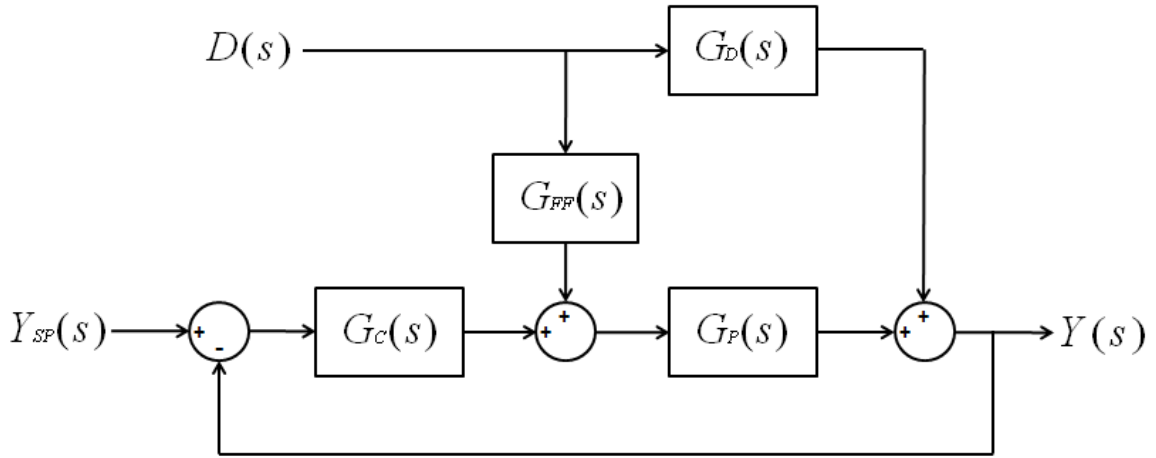 D(s)
G_D(s)
G_FF(s)
Y_SP(s)
+
-
G_C(s)
+
+
G_P(s)
+
+
Y(s)